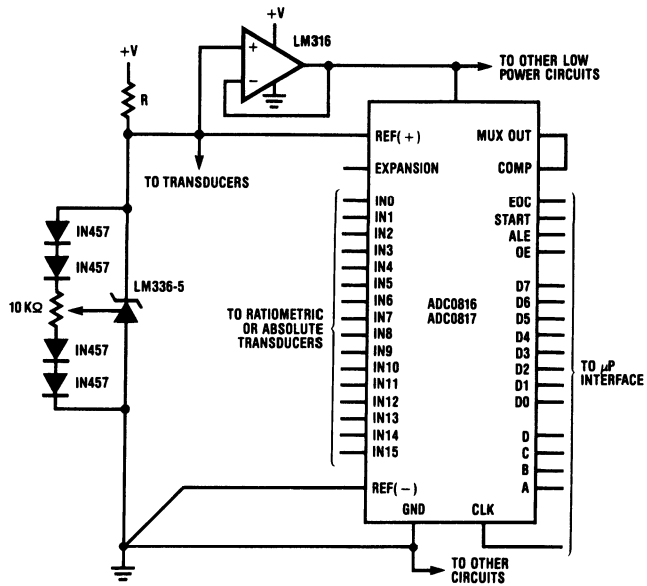 +V
LM316
+
−
TO OTHER LOW
POWER CIRCUITS
+V
R
TO TRANSDUCERS
REF(+)
MUX OUT
EXPANSION
COMP
IN0
IN1
IN2
IN3
IN4
IN5
IN6
IN7
IN8
IN9
IN10
IN11
IN12
IN13
IN14
IN15
EOC
START
ALE
OE
D7
D6
D5
D4
D3
D2
D1
D0
D
C
B
A
ADC0816
ADC0817
IN457
IN457
LM336-5
10 KΩ
IN457
IN457
TO RATIOMETRIC
OR ABSOLUTE
TRANSDUCERS
TO μP
INTERFACE
REF(−)
GND
CLK
TO OTHER
CIRCUITS